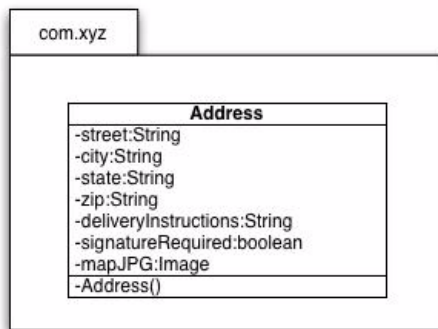 com.xyz
Address
-street:String
-city:String
-state:String
-zip:String
-deliveryInstructions:String
-signatureRequired:boolean
-mapJPG:Image
-Address()